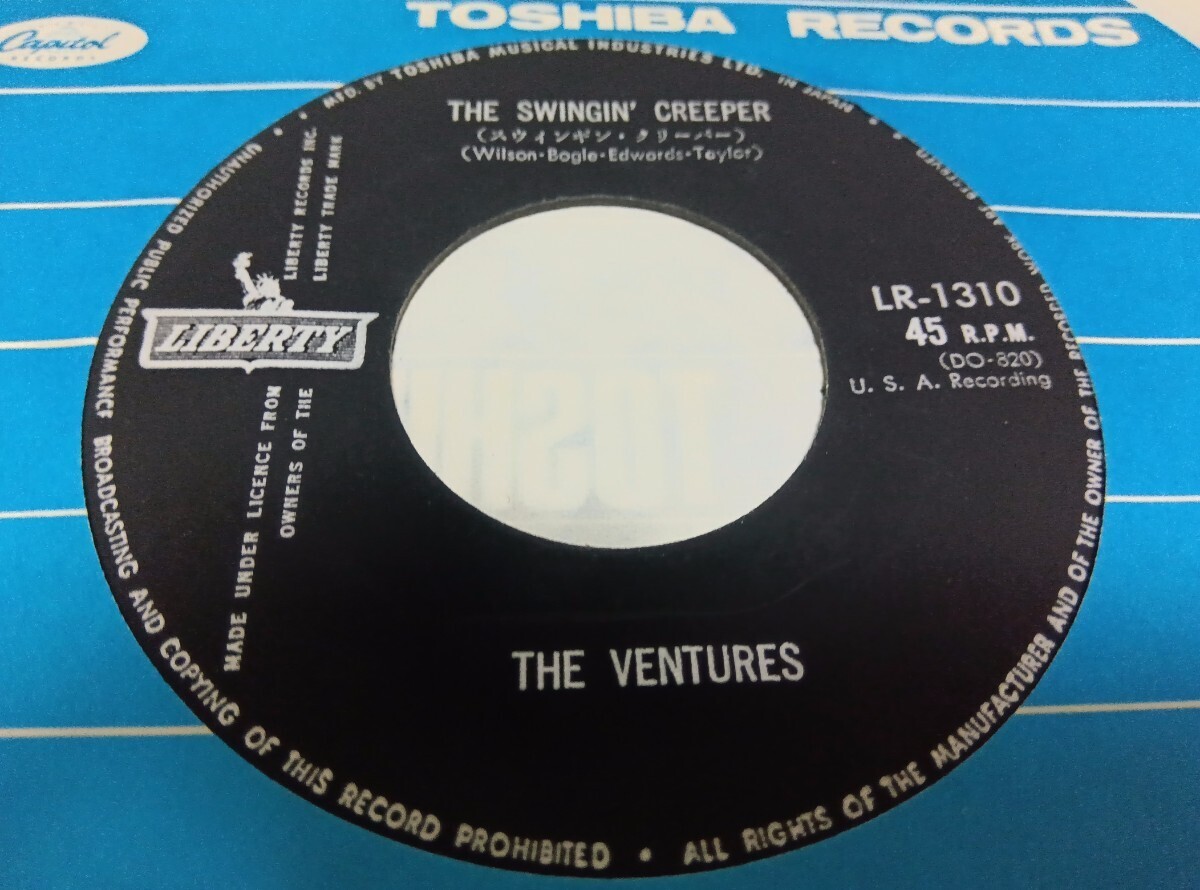 Capitol
RECORDS
TOSHIBA RECORDS
MFD. BY TOSHIBA MUSICAL INDUSTRIES LTD. IN JAPAN
THE SWINGIN' CREEPER
(スウィンギン・クリーパー)
(Wilson-Bogle-Edwards-Taylor)
LIBERTY RECORDS INC.
LIBERTY TRADE MARK
LIBERTY
MADE UNDER LICENCE FROM
OWNERS OF THE
LR-1310
45 R.P.M.
(DO-820)
U. S. A. Recording
THE VENTURES
ALL RIGHTS OF THE MANUFACTURER AND OF THE OWNER OF THE RECORDED WORK
UNAUTHORIZED PUBLIC PERFORMANCE BROADCASTING AND COPYING OF THIS RECORD PROHIBITED